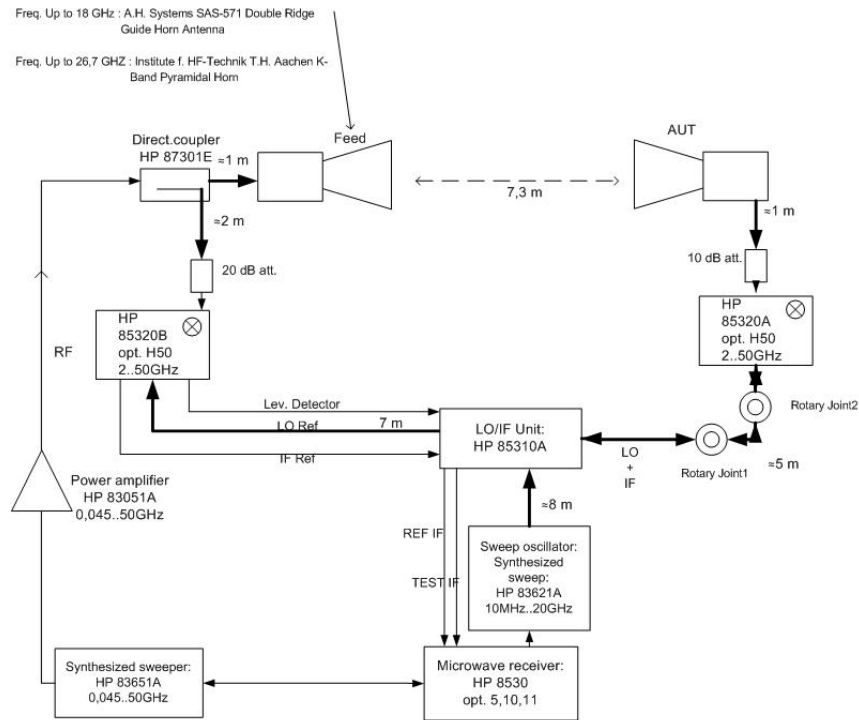 Freq. Up to 18 GHz : A.H. Systems SAS-571 Double Ridge
Guide Horn Antenna
Freq. Up to 26,7 GHZ : Institute f. HF-Technik T.H. Aachen K-
Band Pyramidal Horn
Direct.coupler
HP 87301E
≈1 m
Feed
AUT
7,3 m
≈2 m
≈1 m
20 dB att.
10 dB att.
HP
85320B
opt. H50
2..50GHz
HP
85320A
opt. H50
2..50GHz
RF
Lev. Detector
LO Ref
7 m
IF Ref
LO/IF Unit:
HP 85310A
LO
+
IF
Rotary Joint2
Rotary Joint1
≈5 m
Power amplifier
HP 83051A
0,045..50GHz
≈8 m
REF IF
TEST IF
Sweep oscillator:
Synthesized
sweep:
HP 83621A
10MHz..20GHz
Synthesized sweeper:
HP 83651A
0,045..50GHz
Microwave receiver:
HP 8530
opt. 5,10,11